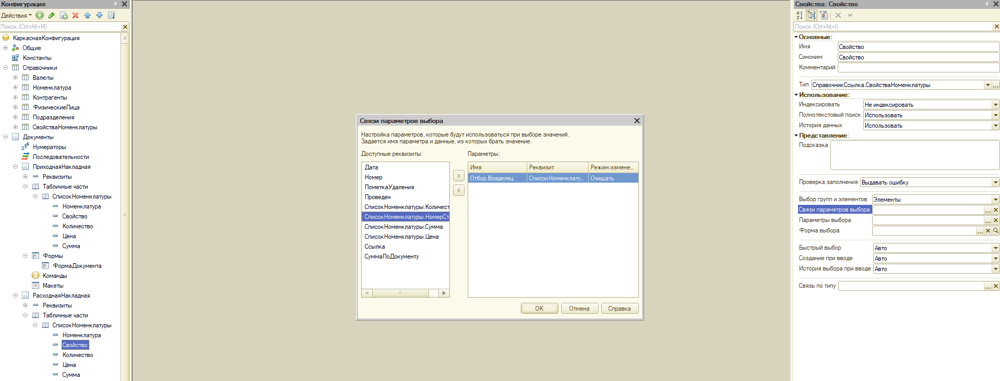 Конфигурация
Действия
Поиск (Ctrl+Alt+M)
КаркаснаяКонфигурация
Общие
Константы
Справочники
Валюты
Номенклатура
Контрагенты
ФизическиеЛица
Подразделения
СвойстваНоменклатуры
Документы
Нумераторы
Последовательности
ПриходнаяНакладная
Реквизиты
Табличные части
СписокНоменклатуры
Номенклатура
Свойство
Количество
Цена
Сумма
Формы
ФормаДокумента
Команды
Макеты
РасходнаяНакладная
Реквизиты
Табличные части
СписокНоменклатуры
Номенклатура
Свойство
Количество
Цена
Сумма
Связи параметров выбора
Настройка параметров, которые будут использоваться при выборе значений.
Задается имя параметра и данные, из которых брать значение.
Доступные реквизиты:
Дата
Номер
ПометкаУдаления
Проведен
СписокНоменклатуры.Количест
СписокНоменклатуры.НомерСт
СписокНоменклатуры.Сумма
СписокНоменклатуры.Цена
Ссылка
СуммаПоДокументу
>
<
Параметры:
Имя Реквизит Режим измене...
Отбор.Владелец СписокНоменклату... Очищать
OK Отмена Справка
Свойства: Свойство
Поиск (Ctrl+Alt+I)
Основные:
Имя Свойство
Синоним Свойство
Комментарий
Тип СправочникСсылка.СвойстваНоменклатуры
Использование:
Индексировать Не индексировать
Полнотекстовый поиск Использовать
История данных Использовать
Представление:
Подсказка
Проверка заполнения Выдавать ошибку
Выбор групп и элементов Элементы
Связи параметров выбора
Параметры выбора
Форма выбора
Быстрый выбор Авто
Создание при вводе Авто
История выбора при вводе Авто
Связь по типу